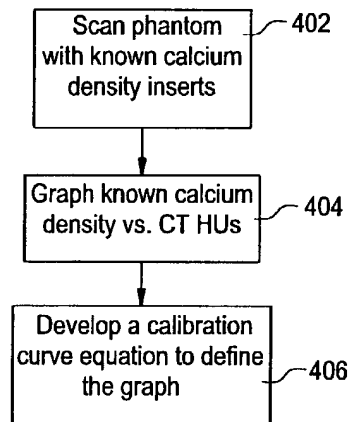 Scan phantom
with known calcium
density inserts
402
Graph known calcium
density vs. CT HUs
404
Develop a calibration
curve equation to define
the graph
406